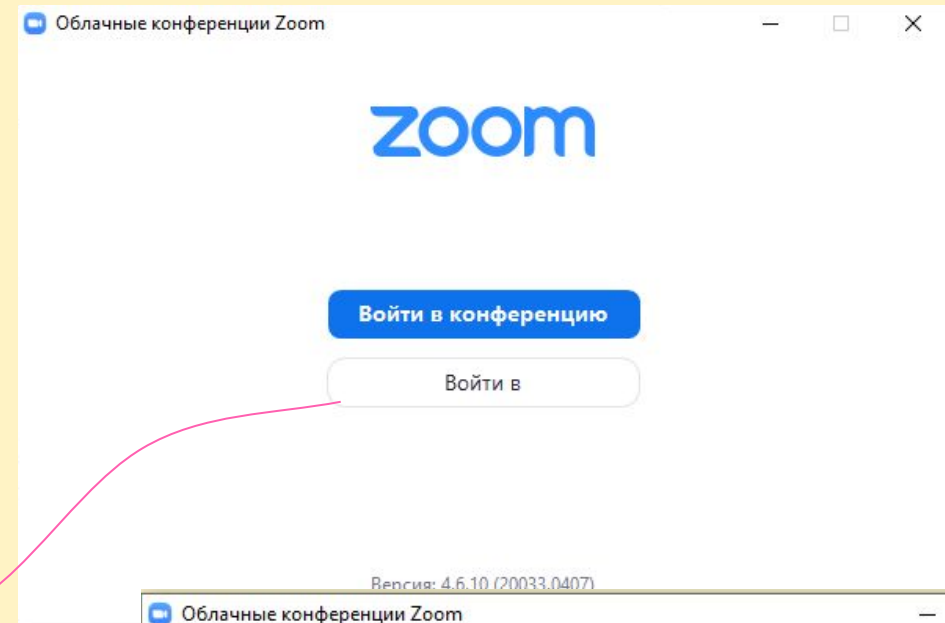 Облачные конференции Zoom
zoom
Войти в конференцию
Войти в
Версия: 4.6.10 (20033.0407)
Облачные конференции Zoom